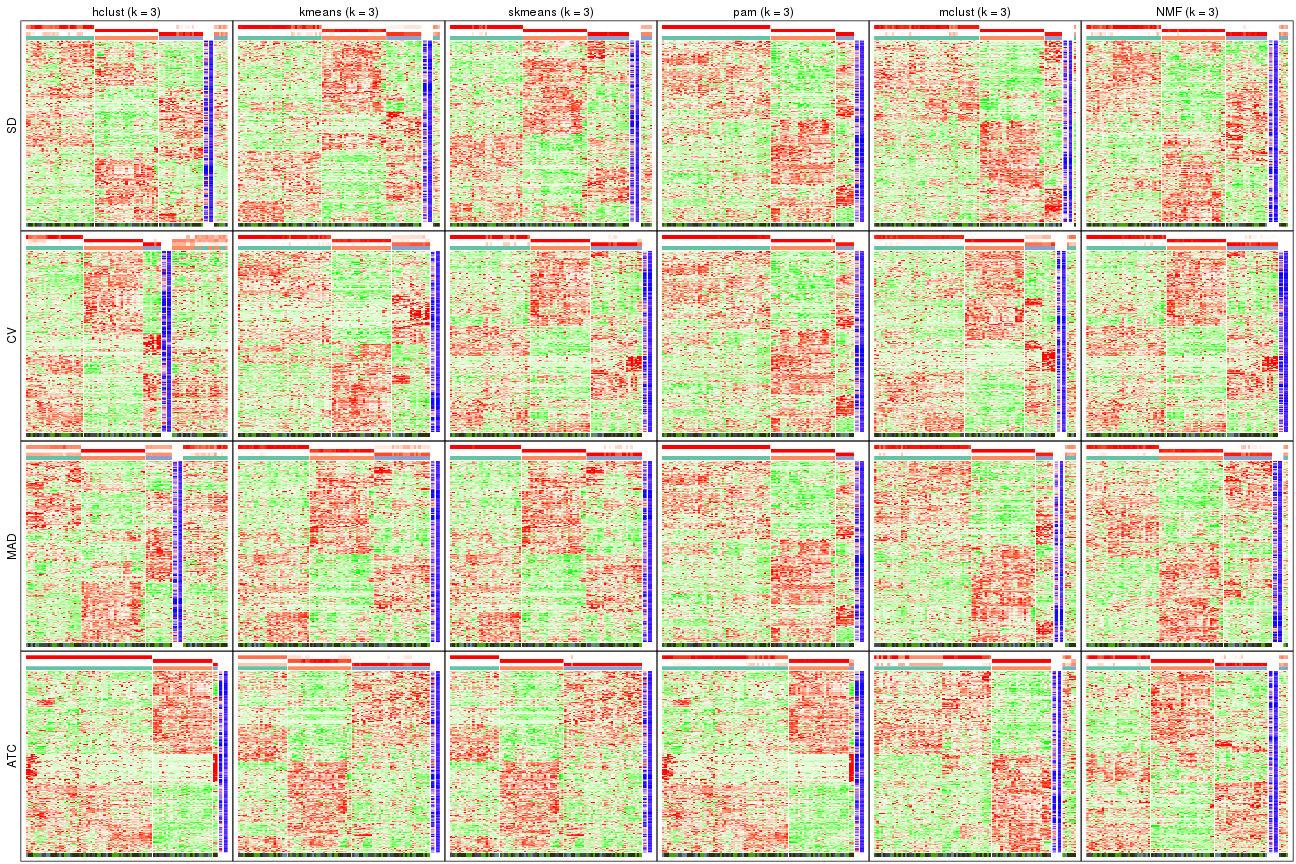 hclust (k = 3) kmeans (k = 3) skmeans (k = 3) pam (k = 3) mclust (k = 3) NMF (k = 3)
SD
CV
MAD
ATC